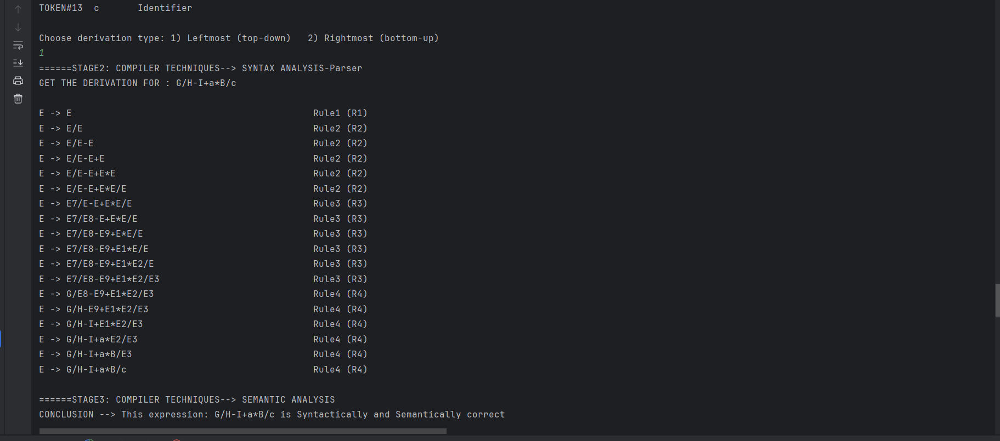 TOKEN#13  c       Identifier
Choose derivation type: 1) Leftmost (top-down)   2) Rightmost (bottom-up)
1
======STAGE2: COMPILER TECHNIQUES--> SYNTAX ANALYSIS-Parser
GET THE DERIVATION FOR : G/H-I+a*B/c
E -> E                                            Rule1 (R1)
E -> E/E                                          Rule2 (R2)
E -> E/E-E                                        Rule2 (R2)
E -> E/E-E+E                                      Rule2 (R2)
E -> E/E-E+E*E                                    Rule2 (R2)
E -> E/E-E+E*E/E                                  Rule2 (R2)
E -> E7/E-E+E*E/E                                 Rule3 (R3)
E -> E7/E8-E+E*E/E                                Rule3 (R3)
E -> E7/E8-E9+E*E/E                               Rule3 (R3)
E -> E7/E8-E9+E1*E/E                              Rule3 (R3)
E -> E7/E8-E9+E1*E2/E                             Rule3 (R3)
E -> E7/E8-E9+E1*E2/E3                            Rule3 (R3)
E -> G/E8-E9+E1*E2/E3                             Rule4 (R4)
E -> G/H-E9+E1*E2/E3                              Rule4 (R4)
E -> G/H-I+E1*E2/E3                               Rule4 (R4)
E -> G/H-I+a*E2/E3                                Rule4 (R4)
E -> G/H-I+a*B/E3                                 Rule4 (R4)
E -> G/H-I+a*B/c                                  Rule4 (R4)
======STAGE3: COMPILER TECHNIQUES--> SEMANTIC ANALYSIS
CONCLUSION --> This expression: G/H-I+a*B/c is Syntactically and Semantically correct